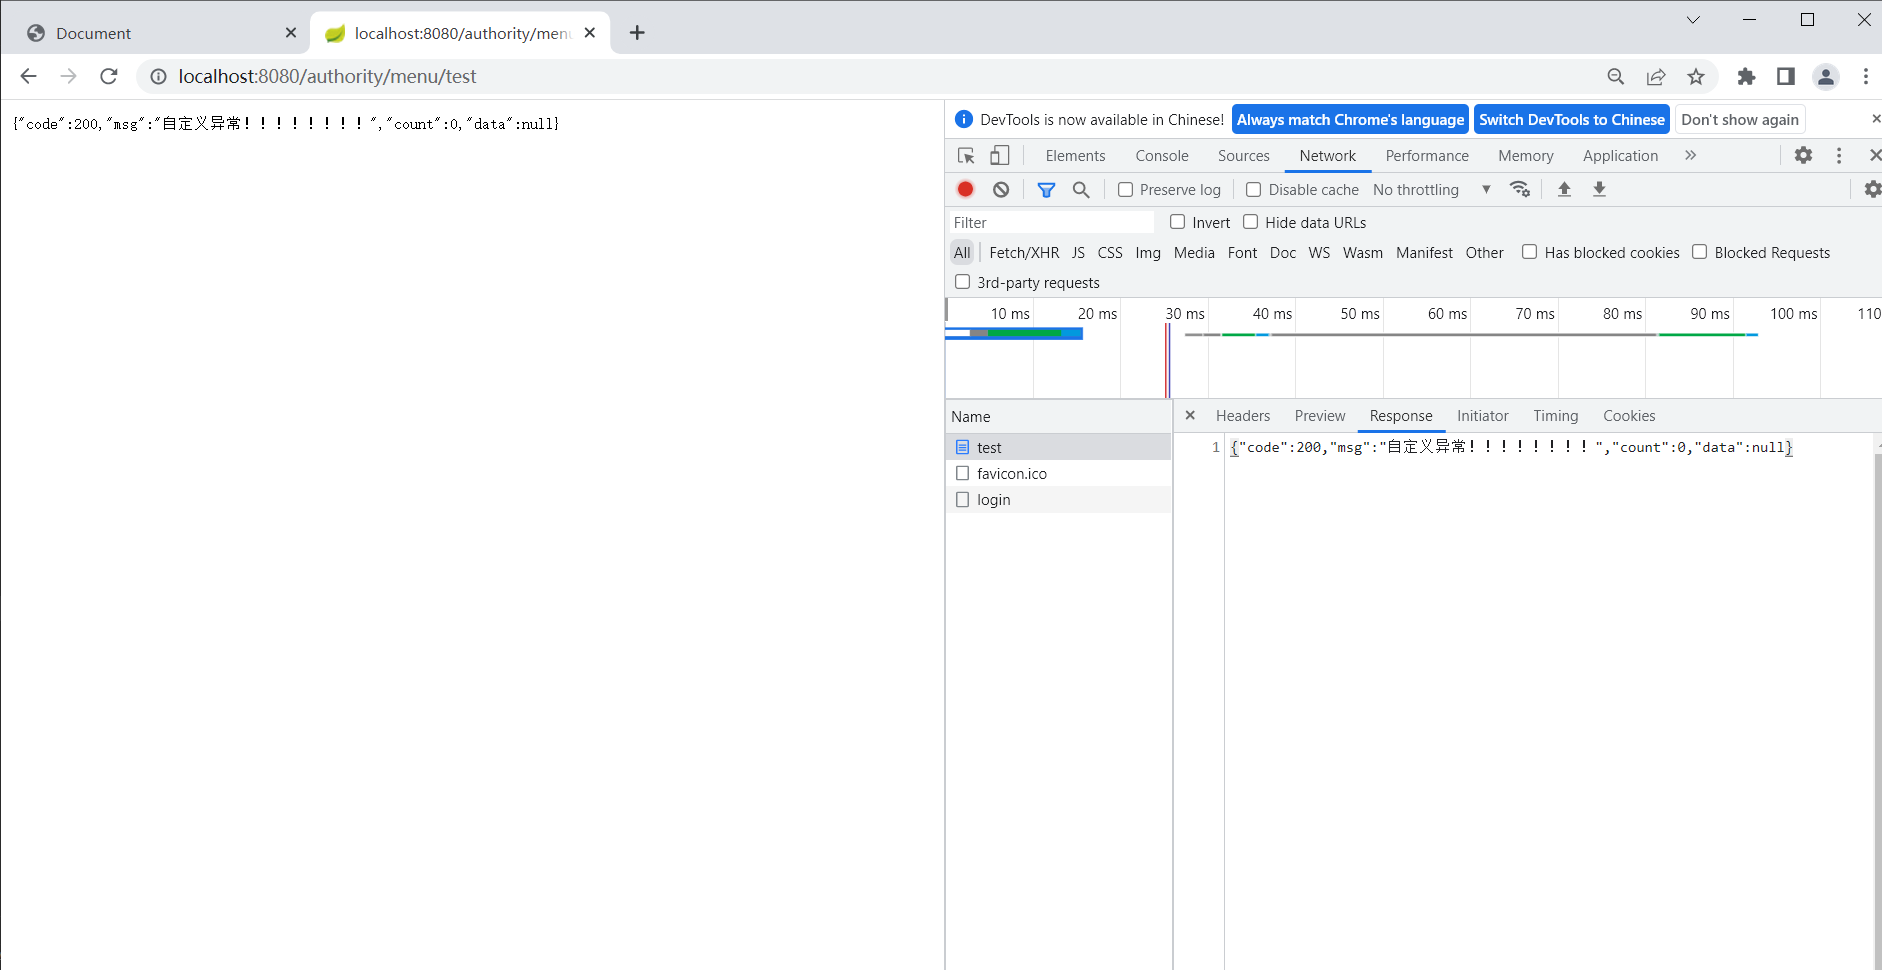 Document
localhost:8080/authority/menu
localhost:8080/authority/menu/test
{"code":200,"msg":"自定义异常！！！！！！！！","count":0,"data":null}
DevTools is now available in Chinese! Always match Chrome's language Switch DevTools to Chinese Don't show again
Elements Console Sources Network Performance Memory Application
Preserve log Disable cache No throttling
Filter Invert Hide data URLs
All Fetch/XHR JS CSS Img Media Font Doc WS Wasm Manifest Other Has blocked cookies Blocked Requests
3rd-party requests
10 ms 20 ms 30 ms 40 ms 50 ms 60 ms 70 ms 80 ms 90 ms 100 ms 110
Name
Headers Preview Response Initiator Timing Cookies
test
favicon.ico
login
1 {"code":200,"msg":"自定义异常！！！！！！！！","count":0,"data":null}